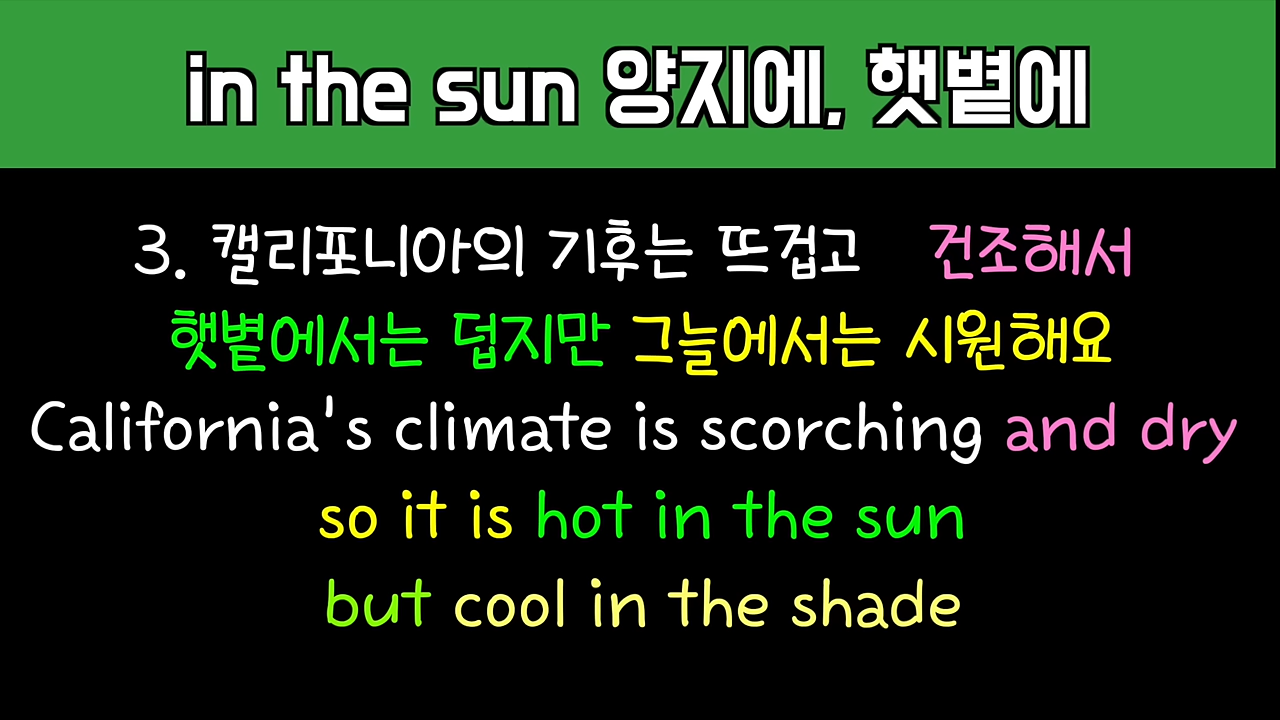 in the sun 양지에, 햇볕에
3. 캘리포니아의 기후는 뜨겁고 건조해서
햇볕에서는 덥지만 그늘에서는 시원해요
California's climate is scorching and dry
so it is hot in the sun
but cool in the shade